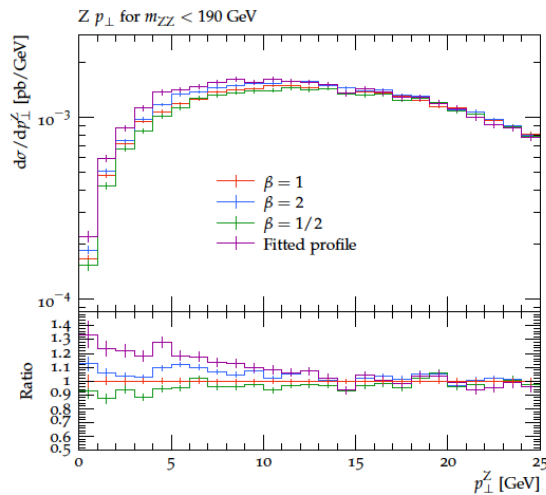 Z p⊥ for mZZ < 190 GeV
dσ/dp⊥^Z [pb/GeV]
10⁻³
β = 1
β = 2
β = 1/2
Fitted profile
10⁻⁴
1.4
1.3
1.2
1.1
1
0.9
0.8
0.7
0.6
0.5
Ratio
0 5 10 15 20 25
p⊥^Z [GeV]